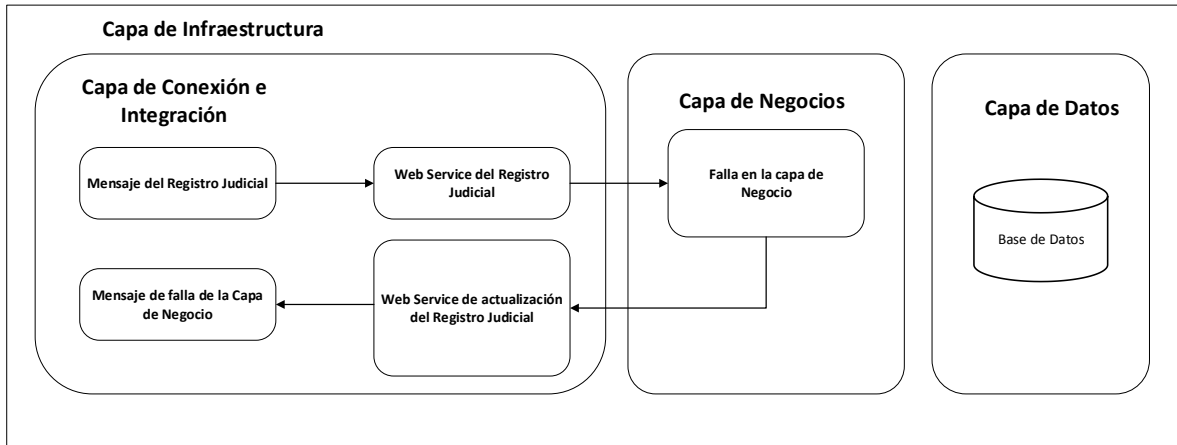 Capa de Infraestructura
Capa de Conexión e
Integración
Mensaje del Registro Judicial
Web Service del Registro
Judicial
Mensaje de falla de la Capa
de Negocio
Web Service de actualización
del Registro Judicial
Capa de Negocios
Falla en la capa de
Negocio
Capa de Datos
Base de Datos